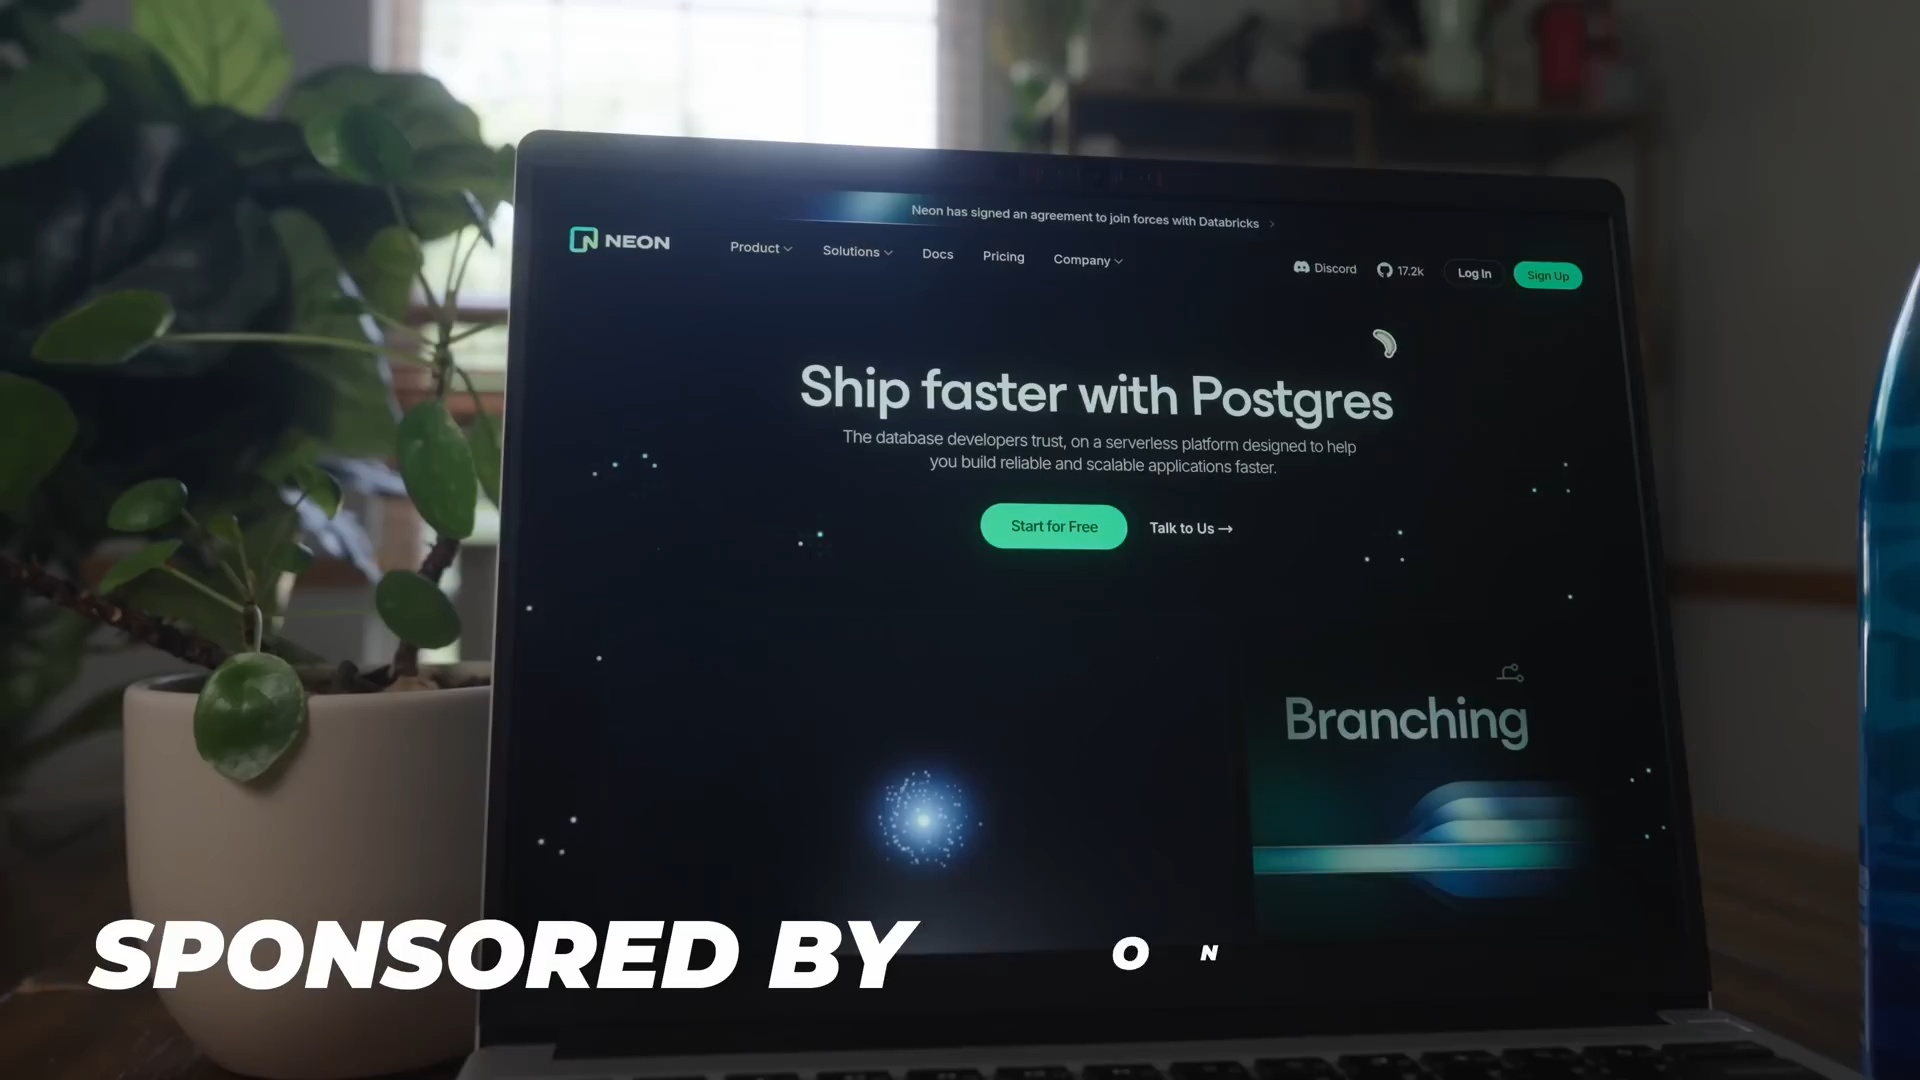 Neon has signed an agreement to join forces with Databricks
NEON
Product
Solutions
Docs
Pricing
Company
Discord
17.2k
Log In
Sign Up
Ship faster with Postgres
The database developers trust, on a serverless platform designed to help
you build reliable and scalable applications faster.
Start for Free
Talk to Us →
Branching
SPONSORED BY O N